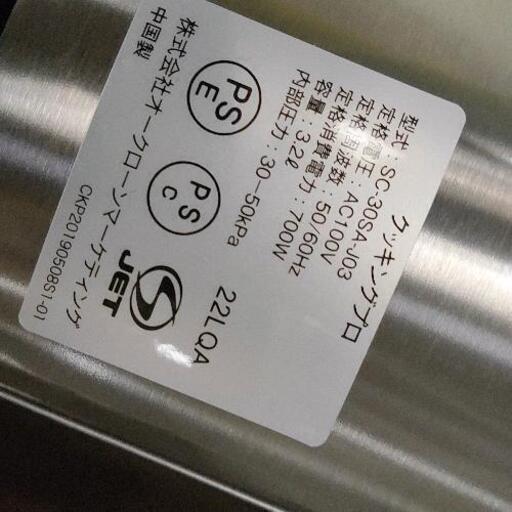 クッキングプロ
型式：SC-30SA-J03
定格電圧：AC100V
定格周波数：50/60Hz
定格消費電力：700W
容量：3.2ℓ
内部圧力：30–50kPa
PS
E
PS
C
S
JET
22LQA
株式会社オークローンマーケティング
中国製
CKP20190508S1-01